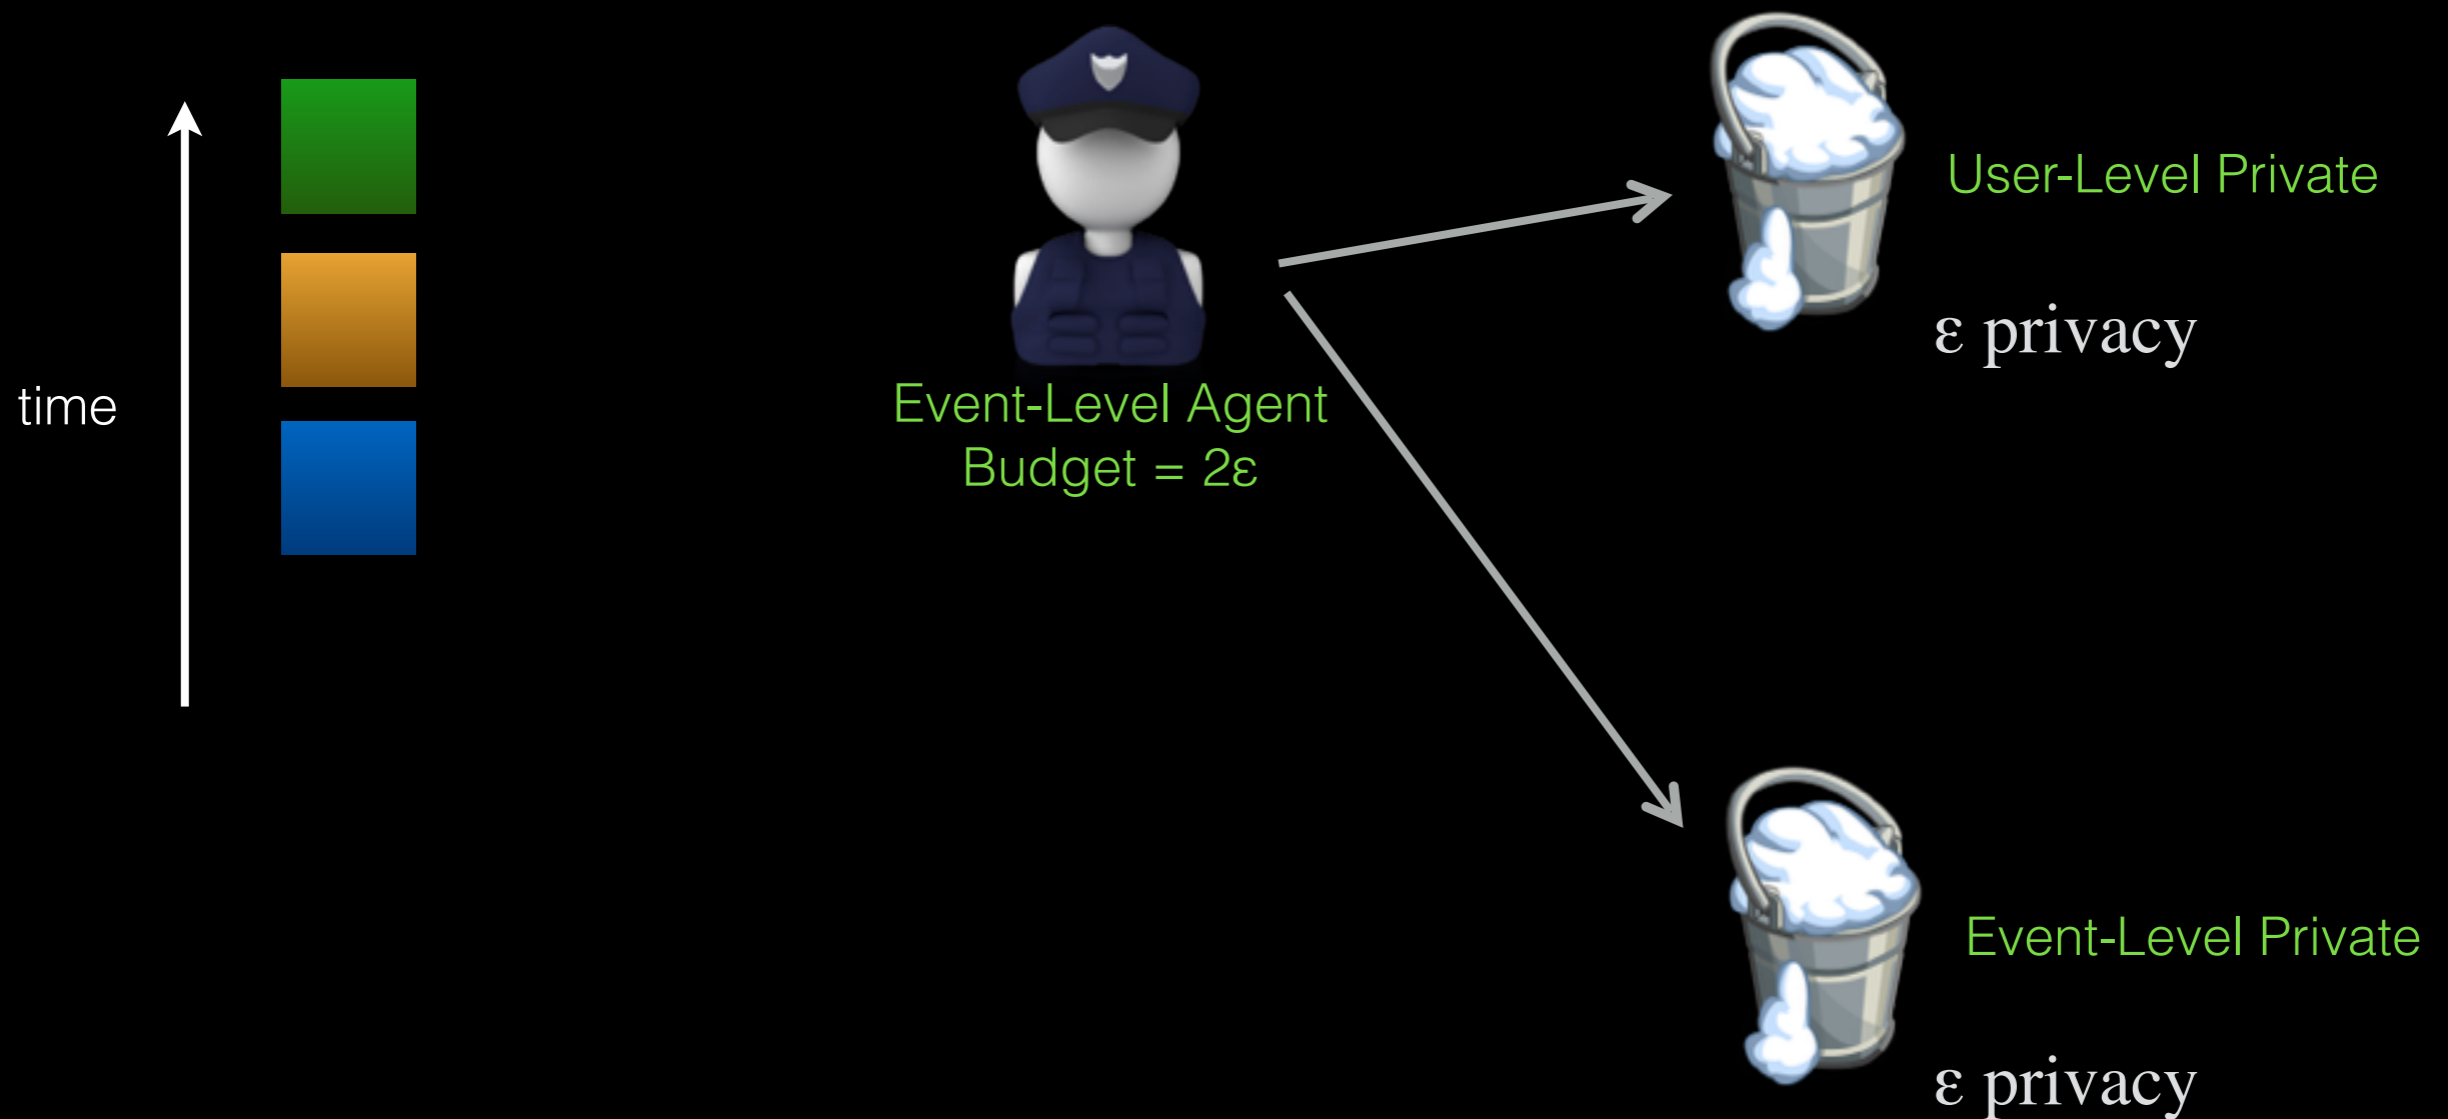 User-Level Private
ε privacy
time
Event-Level Agent
Budget = 2ε
Event-Level Private
ε privacy